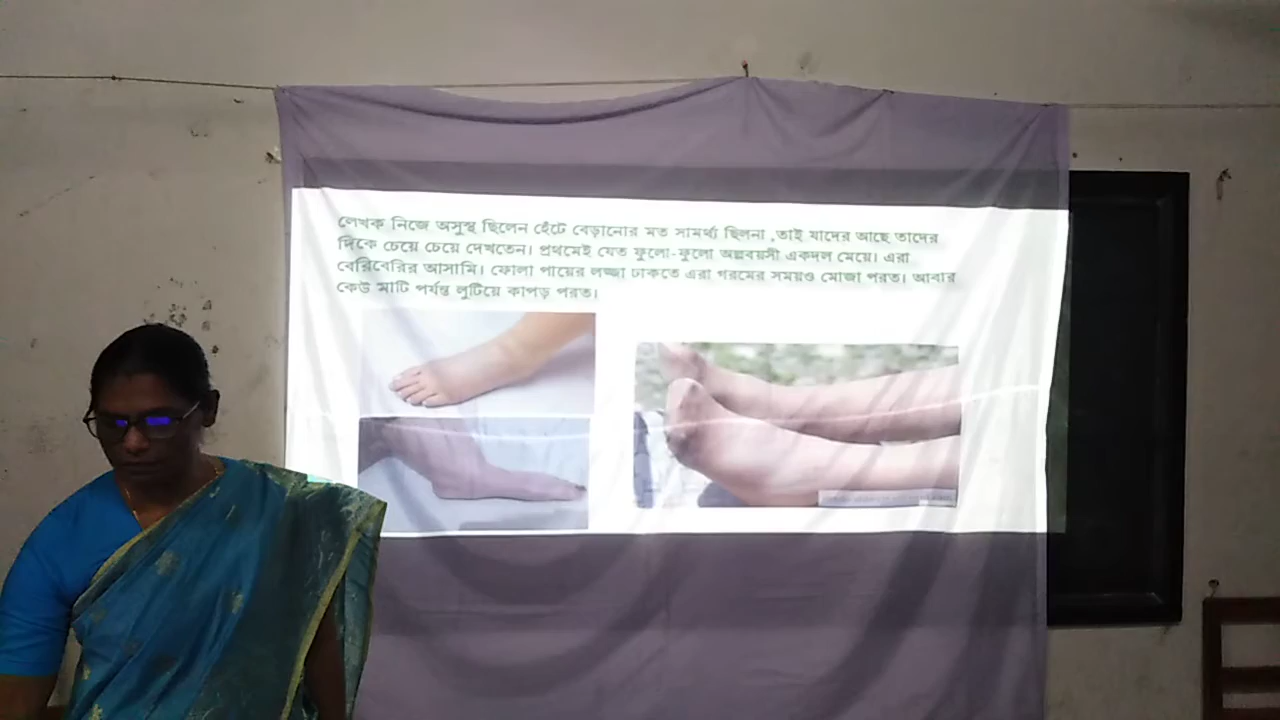 লেখক নিজে অসুস্থ ছিলেন হেঁটে বেড়ানোর মত সামর্থ্য ছিলনা ,তাই যাদের আছে তাদের
দিকে চেয়ে চেয়ে দেখতেন। প্রথমেই যেত ফুলো-ফুলো অল্পবয়সী একদল মেয়ে। এরা
বেরিবেরির আসামি। ফোলা পায়ের লজ্জা ঢাকতে এরা গরমের সময়ও মোজা পরত। আবার
কেউ মাটি পর্যন্ত লুটিয়ে কাপড় পরত।